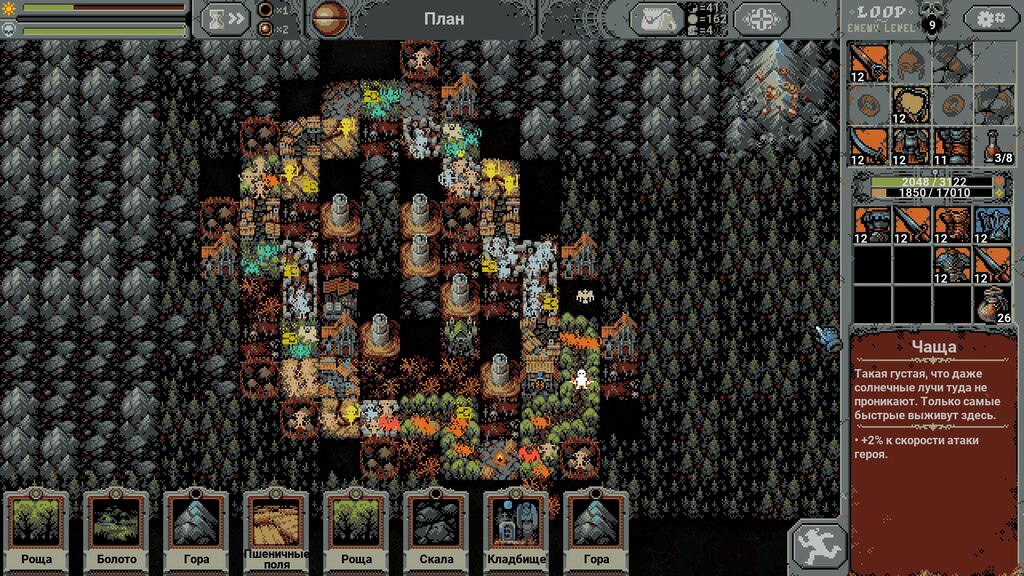 ×1
×2
План
=41
=162
=4
LOOP
9
ENEMY LEVEL
12
12
12
12
11
3/8
2048 / 3122
1850 / 17010
12
12
12
12
12
12
26
Чаща
Такая густая, что даже
солнечные лучи туда не
проникают. Только самые
быстрые выживут здесь.
• +2% к скорости атаки
героя.
Роща
Болото
Гора
Пшеничные
поля
Роща
Скала
Кладбище
Гора